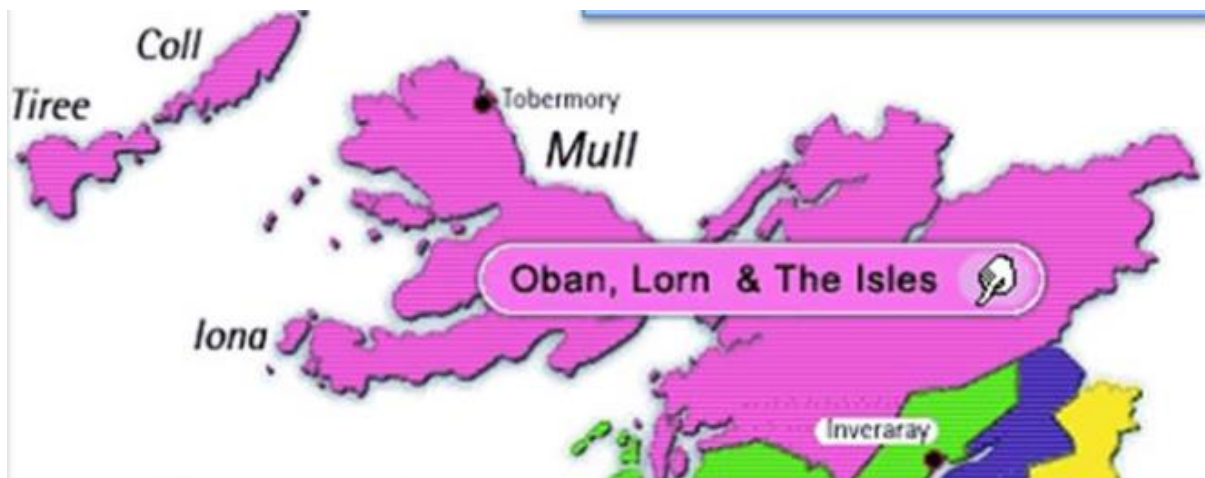 Coll
Tiree
Tobermory
Mull
Oban, Lorn & The Isles
Iona
Inveraray